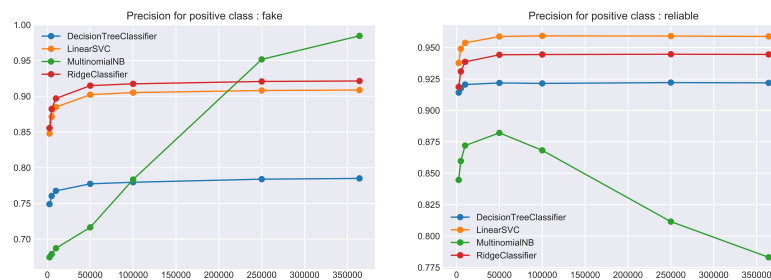 Precision for positive class : fake
1.00
0.95
0.90
0.85
0.80
0.75
0.70
DecisionTreeClassifier
LinearSVC
MultinomialNB
RidgeClassifier
0 50000 100000 150000 200000 250000 300000 350000
Precision for positive class : reliable
0.950
0.925
0.900
0.875
0.850
0.825
0.800
0.775
DecisionTreeClassifier
LinearSVC
MultinomialNB
RidgeClassifier
0 50000 100000 150000 200000 250000 300000